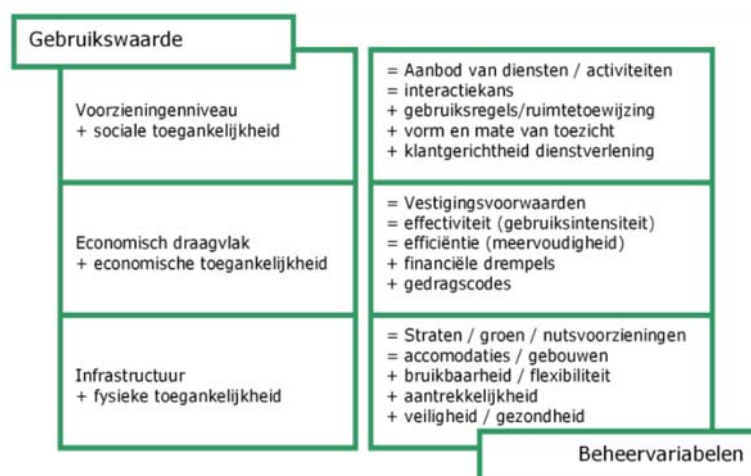 Gebruikswaarde
Voorzieningenniveau
+ sociale toegankelijkheid
= Aanbod van diensten / activiteiten
= interactiekans
+ gebruiksregels/ruimtetoewijzing
+ vorm en mate van toezicht
+ klantgerichtheid dienstverlening
Economisch draagvlak
+ economische toegankelijkheid
= Vestigingsvoorwaarden
= effectiviteit (gebruiksintensiteit)
= efficiëntie (meervoudigheid)
+ financiële drempels
+ gedragscodes
Infrastructuur
+ fysieke toegankelijkheid
= Straten / groen / nutsvoorzieningen
= accomodaties / gebouwen
+ bruikbaarheid / flexibiliteit
+ aantrekkelijkheid
+ veiligheid / gezondheid
Beheervariabelen